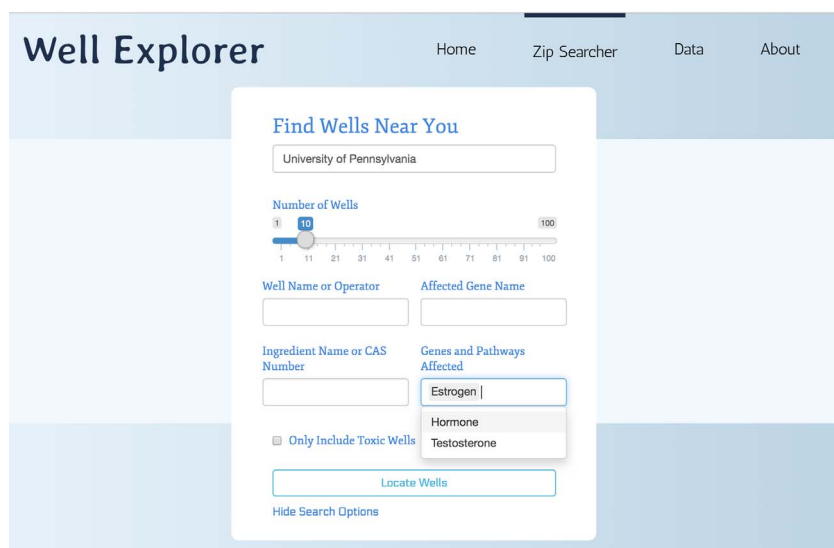 Well Explorer
Home
Zip Searcher
Data
About
Find Wells Near You
University of Pennsylvania
Number of Wells
1 10 100
1 11 21 31 41 51 61 71 81 91 100
Well Name or Operator
Affected Gene Name
Ingredient Name or CAS
Number
Genes and Pathways
Affected
Estrogen
Hormone
Testosterone
Only Include Toxic Wells
Locate Wells
Hide Search Options